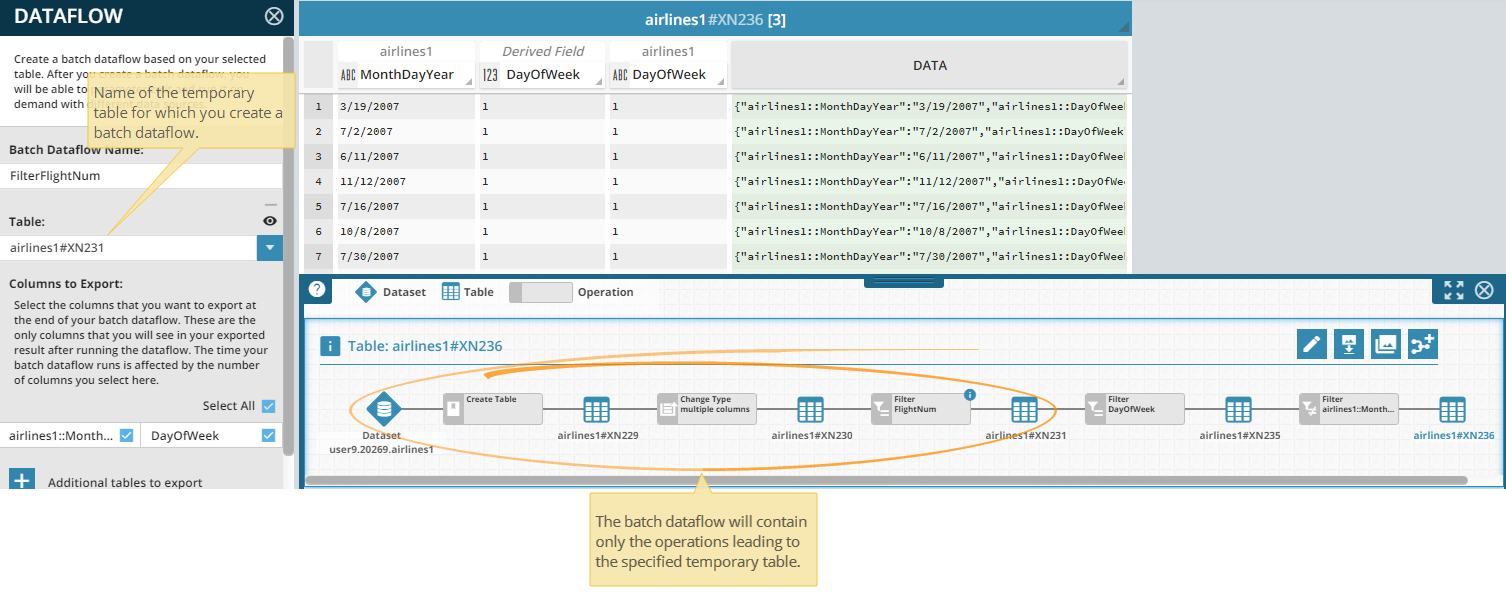 DATAFLOW
Create a batch dataflow based on your selected
table. After you create a batch dataflow, you
will be able to
demand with different data sources.
Name of the temporary
table for which you create a
batch dataflow.
Batch Dataflow Name:
FilterFlightNum
Table:
airlines1#XN231
Columns to Export:
Select the columns that you want to export at
the end of your batch dataflow. These are the
only columns that you will see in your exported
result after running the dataflow. The time your
batch dataflow runs is affected by the number
of columns you select here.
Select All
airlines1::Month... DayOfWeek
Additional tables to export
airlines1#XN236 [3]
airlines1 Derived Field airlines1
ABC MonthDayYear 123 DayOfWeek ABC DayOfWeek DATA
1 3/19/2007 1 1 {"airlines1::MonthDayYear":"3/19/2007","airlines1::DayOfWee
2 7/2/2007 1 1 {"airlines1::MonthDayYear":"7/2/2007","airlines1::DayOfWeek
3 6/11/2007 1 1 {"airlines1::MonthDayYear":"6/11/2007","airlines1::DayOfWee
4 11/12/2007 1 1 {"airlines1::MonthDayYear":"11/12/2007","airlines1::DayOfWe
5 7/16/2007 1 1 {"airlines1::MonthDayYear":"7/16/2007","airlines1::DayOfWee
6 10/8/2007 1 1 {"airlines1::MonthDayYear":"10/8/2007","airlines1::DayOfWee
7 7/30/2007 1 1 {"airlines1::MonthDayYear":"7/30/2007","airlines1::DayOfWee
? Dataset Table Operation
i Table: airlines1#XN236
Create Table
Change Type
multiple columns
Filter
FlightNum
i
Filter
DayOfWeek
Filter
airlines1::Month...
Dataset
user9.20269.airlines1
airlines1#XN229 airlines1#XN230 airlines1#XN231 airlines1#XN235 airlines1#XN236
The batch dataflow will contain
only the operations leading to
the specified temporary table.